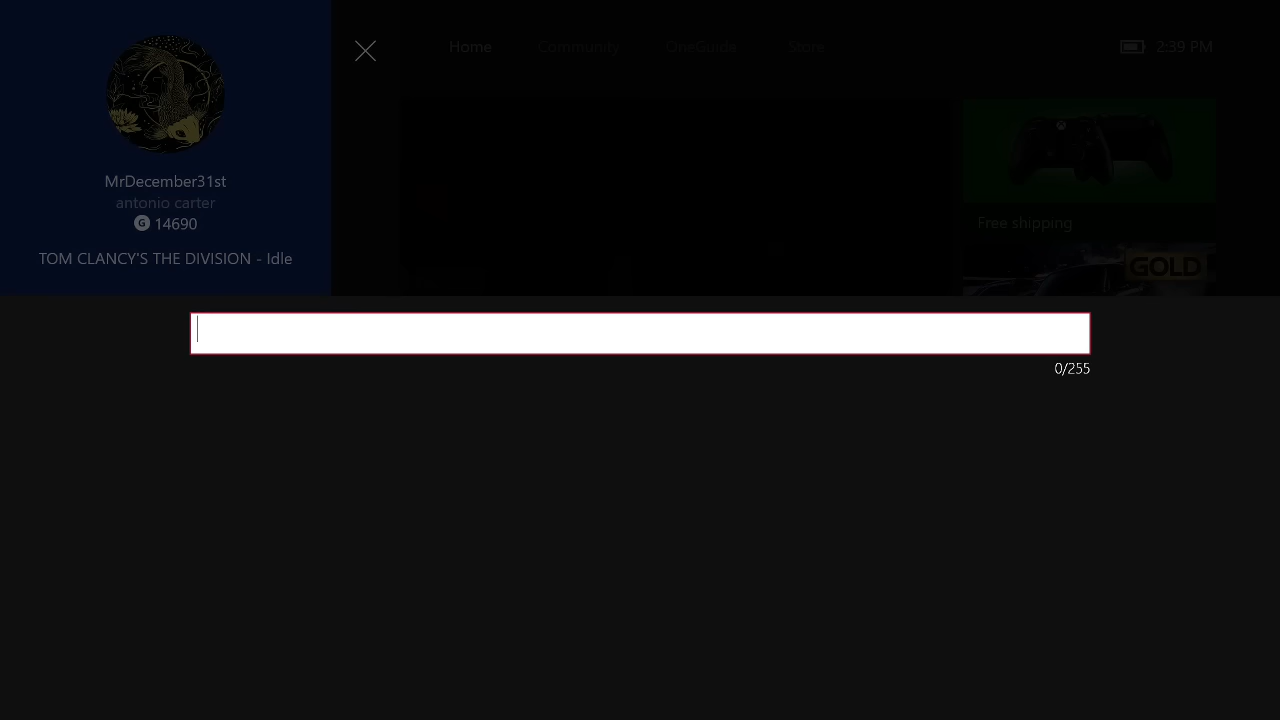 Home Community OneGuide Store 2:39 PM
MrDecember31st
antonio carter
G 14690
TOM CLANCY'S THE DIVISION - Idle
Free shipping
GOLD
0/255